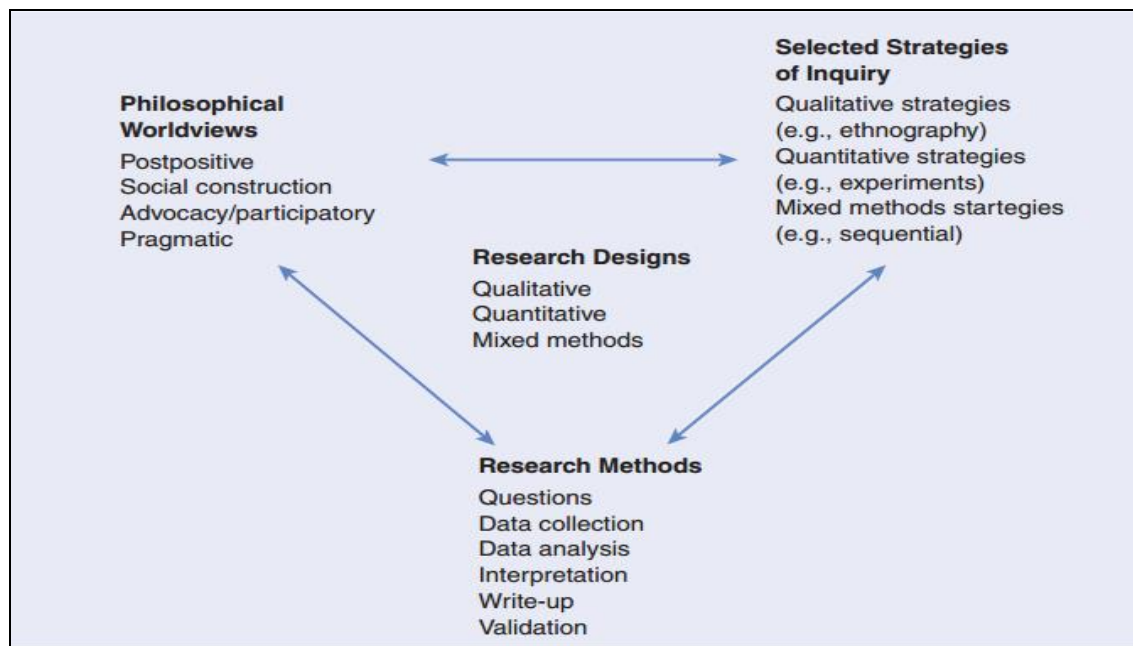 Philosophical
Worldviews
Postpositive
Social construction
Advocacy/participatory
Pragmatic
Selected Strategies
of Inquiry
Qualitative strategies
(e.g., ethnography)
Quantitative strategies
(e.g., experiments)
Mixed methods startegies
(e.g., sequential)
Research Designs
Qualitative
Quantitative
Mixed methods
Research Methods
Questions
Data collection
Data analysis
Interpretation
Write-up
Validation